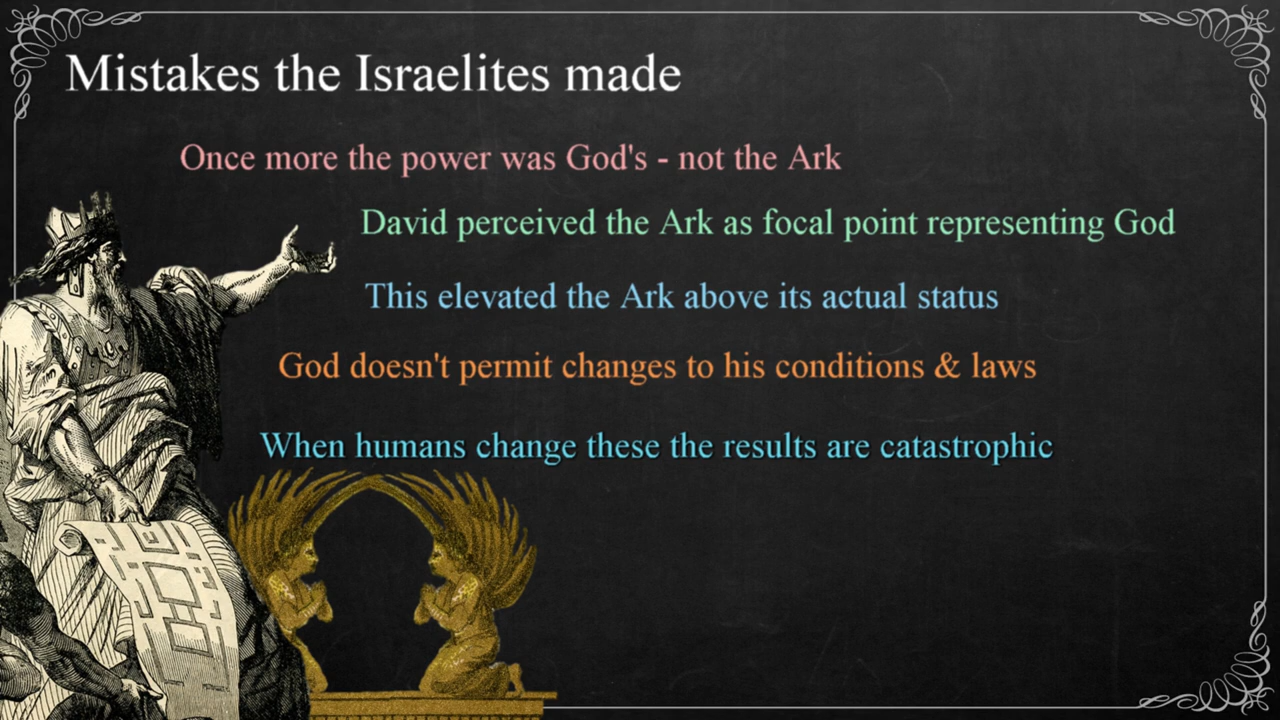 Mistakes the Israelites made
Once more the power was God's - not the Ark
David perceived the Ark as focal point representing God
This elevated the Ark above its actual status
God doesn't permit changes to his conditions & laws
When humans change these the results are catastrophic